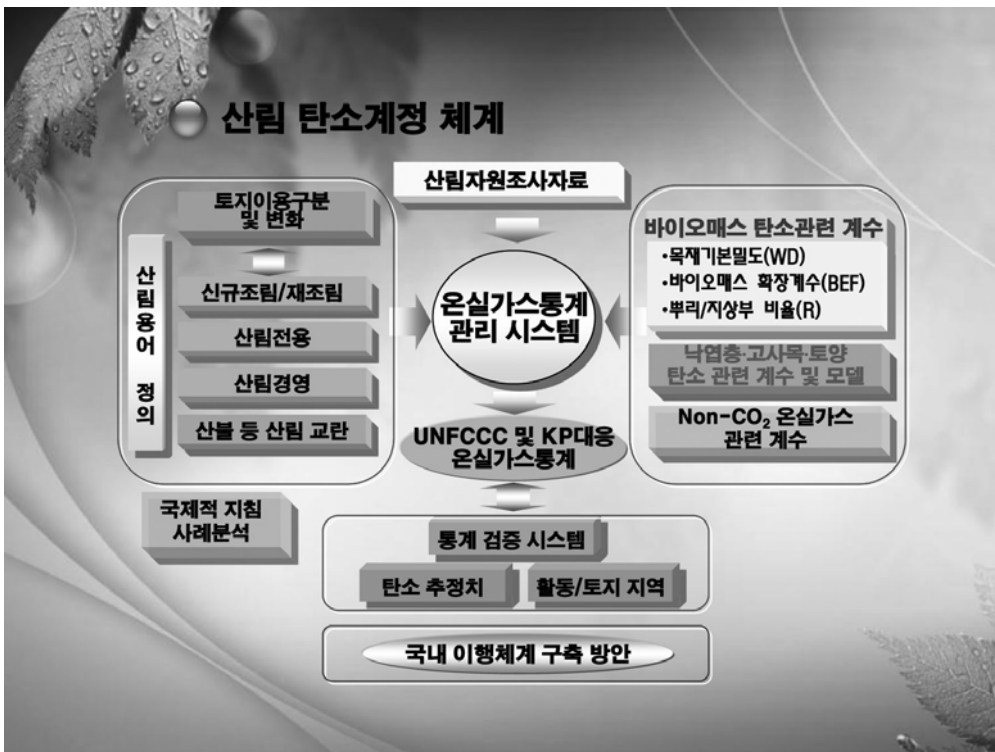 산림 탄소계정 체계
산림자원조사자료
토지이용구분
및 변화
산림용어 정의
신규조림/재조림
산림전용
산림경영
산불 등 산림 교란
국제적 지침
사례분석
온실가스통계
관리 시스템
UNFCCC 및 KP대응
온실가스통계
바이오매스 탄소관련 계수
•목재기본밀도(WD)
•바이오매스 확장계수(BEF)
•뿌리/지상부 비율(R)
낙엽층·고사목·토양
탄소 관련 계수 및 모델
Non-CO₂ 온실가스
관련 계수
통계 검증 시스템
탄소 추정치
활동/토지 지역
국내 이행체계 구축 방안